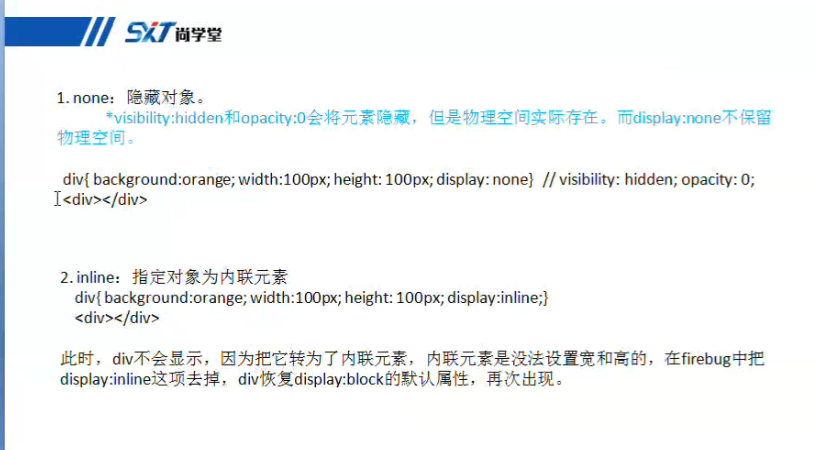 SXT尚学堂
1. none：隐藏对象。
*visibility:hidden和opacity:0会将元素隐藏，但是物理空间实际存在。而display:none不保留
物理空间。
div{ background:orange; width:100px; height: 100px; display: none}  // visibility: hidden; opacity: 0;
<div></div>
2. inline：指定对象为内联元素
div{ background:orange; width:100px; height: 100px; display:inline;}
<div></div>
此时，div不会显示，因为把它转为了内联元素，内联元素是没法设置宽和高的，在firebug中把
display:inline这项去掉，div恢复display:block的默认属性，再次出现。